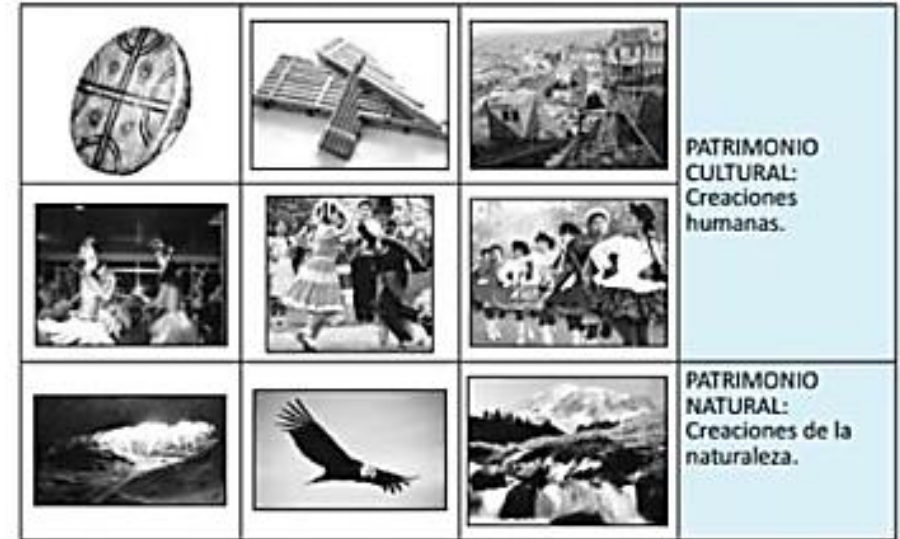 PATRIMONIO
CULTURAL:
Creaciones
humanas.
PATRIMONIO
NATURAL:
Creaciones de la
naturaleza.